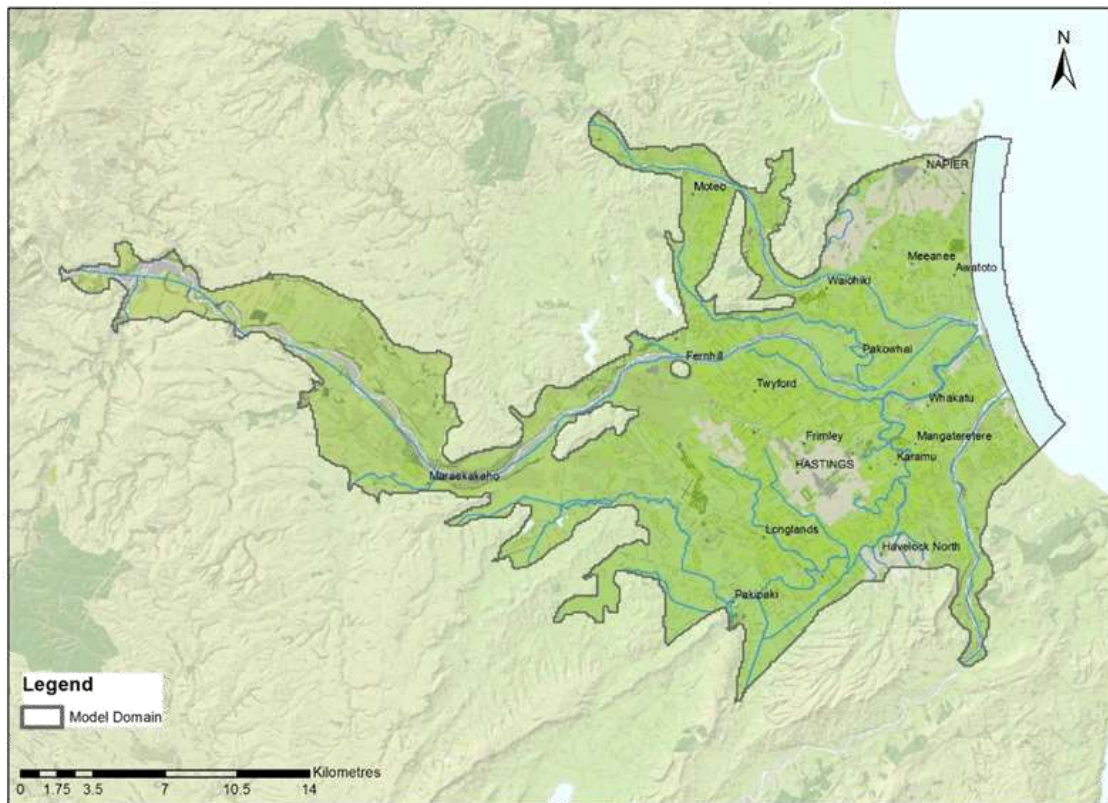 N
NAPIER
Moteo
Meeanee
Awatoto
Waiohiki
Pakowhai
Fernhill
Twyford
Whakatu
Frimley
Mangateretere
HASTINGS
Karamu
Maraekakaho
Longlands
Havelock North
Pakipaki
Legend
Model Domain
Kilometres
0 1.75 3.5 7 10.5 14